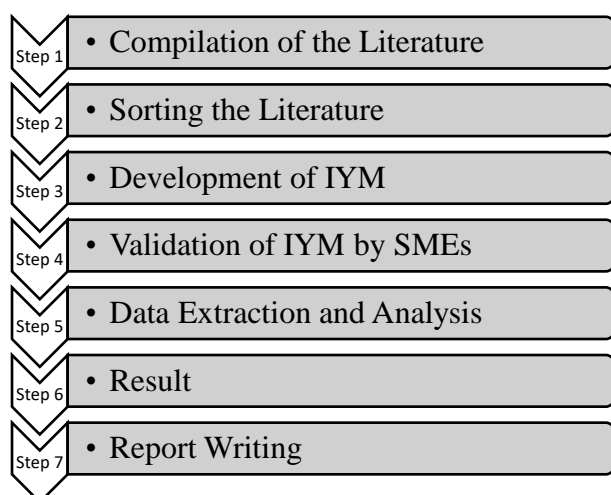 Step 1 • Compilation of the Literature
Step 2 • Sorting the Literature
Step 3 • Development of IYM
Step 4 • Validation of IYM by SMEs
Step 5 • Data Extraction and Analysis
Step 6 • Result
Step 7 • Report Writing